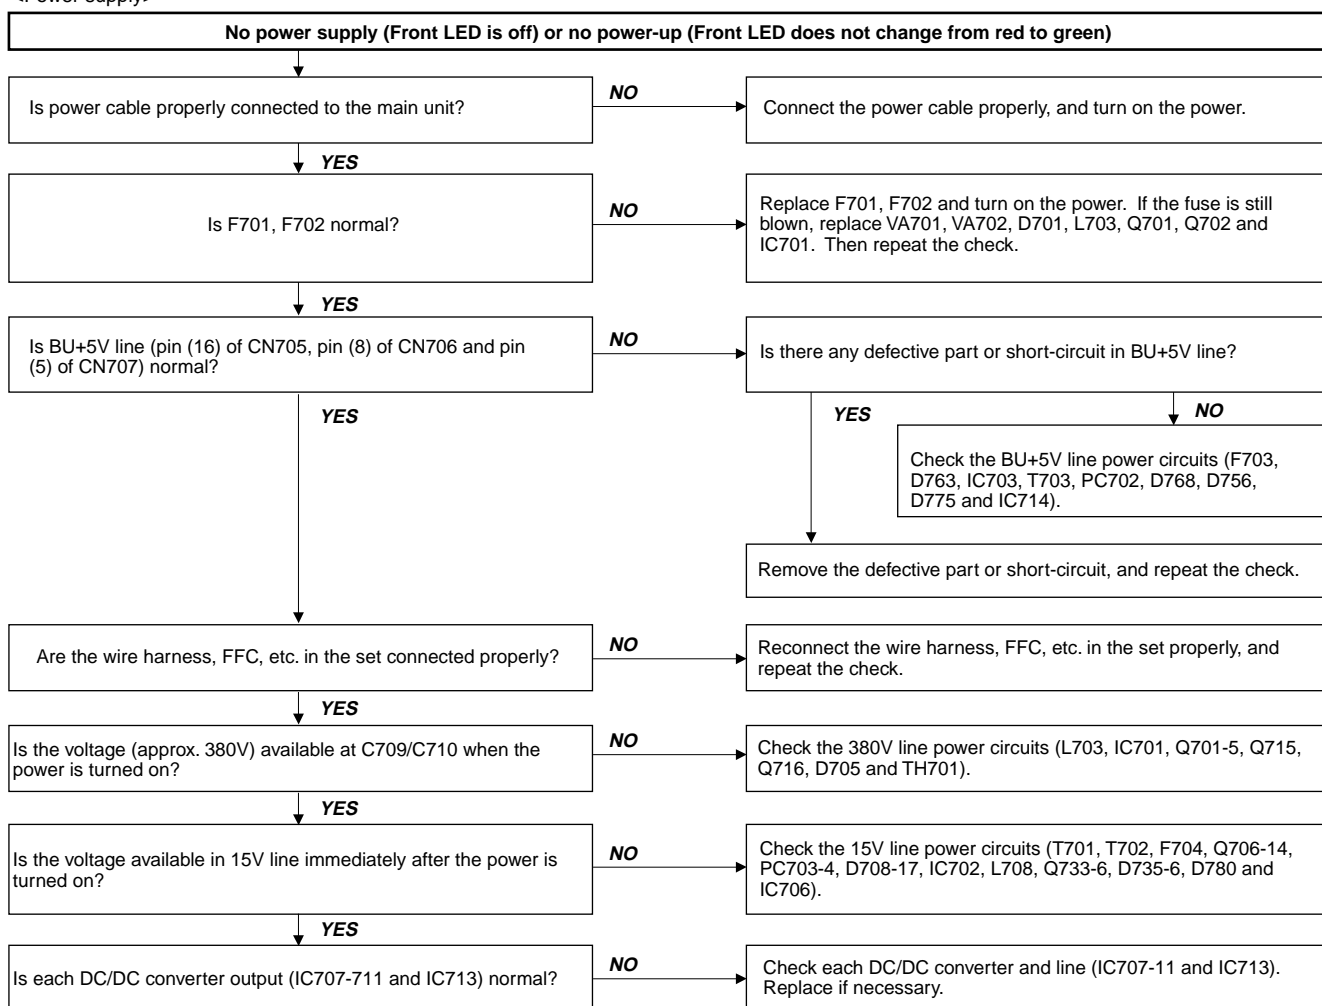 <Power supply>
No power supply (Front LED is off) or no power-up (Front LED does not change from red to green)
Is power cable properly connected to the main unit?
NO
Connect the power cable properly, and turn on the power.
YES
Is F701, F702 normal?
NO
Replace F701, F702 and turn on the power. If the fuse is still
blown, replace VA701, VA702, D701, L703, Q701, Q702 and
IC701. Then repeat the check.
YES
Is BU+5V line (pin (16) of CN705, pin (8) of CN706 and pin
(5) of CN707) normal?
NO
Is there any defective part or short-circuit in BU+5V line?
YES
YES
NO
Check the BU+5V line power circuits (F703,
D763, IC703, T703, PC702, D768, D756,
D775 and IC714).
Remove the defective part or short-circuit, and repeat the check.
Are the wire harness, FFC, etc. in the set connected properly?
NO
Reconnect the wire harness, FFC, etc. in the set properly, and
repeat the check.
YES
Is the voltage (approx. 380V) available at C709/C710 when the
power is turned on?
NO
Check the 380V line power circuits (L703, IC701, Q701-5, Q715,
Q716, D705 and TH701).
YES
Is the voltage available in 15V line immediately after the power is
turned on?
NO
Check the 15V line power circuits (T701, T702, F704, Q706-14,
PC703-4, D708-17, IC702, L708, Q733-6, D735-6, D780 and
IC706).
YES
Is each DC/DC converter output (IC707-711 and IC713) normal?
NO
Check each DC/DC converter and line (IC707-11 and IC713).
Replace if necessary.